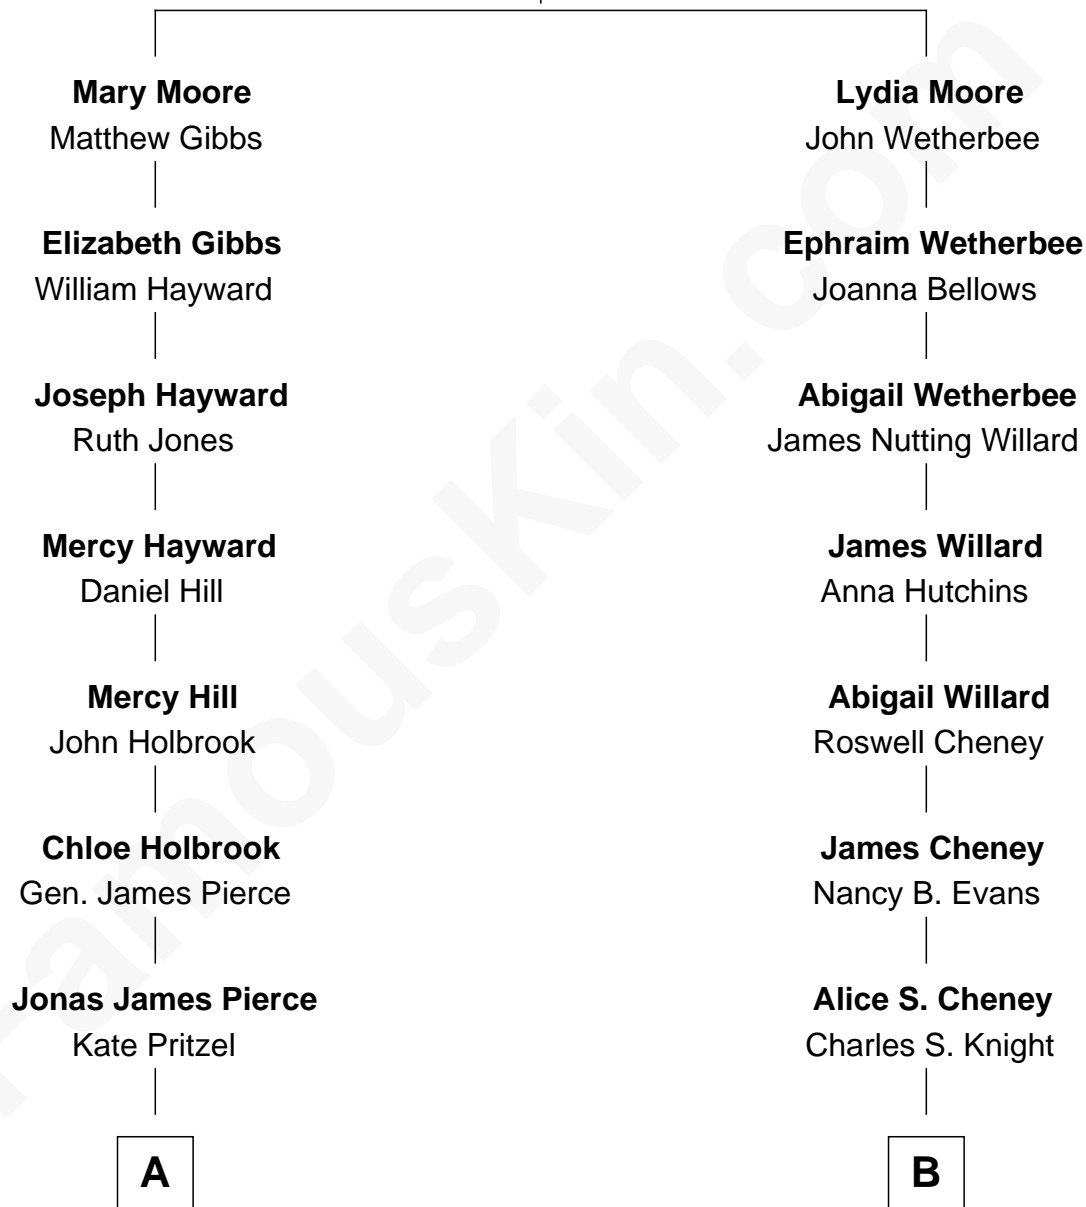 Mary Moore
Matthew Gibbs
Elizabeth Gibbs
William Hayward
Joseph Hayward
Ruth Jones
Mercy Hayward
Daniel Hill
Mercy Hill
John Holbrook
Chloe Holbrook
Gen. James Pierce
Jonas James Pierce
Kate Pritzel
A
Lydia Moore
John Wetherbee
Ephraim Wetherbee
Joanna Bellows
Abigail Wetherbee
James Nutting Willard
James Willard
Anna Hutchins
Abigail Willard
Roswell Cheney
James Cheney
Nancy B. Evans
Alice S. Cheney
Charles S. Knight
B
FamousKin.com